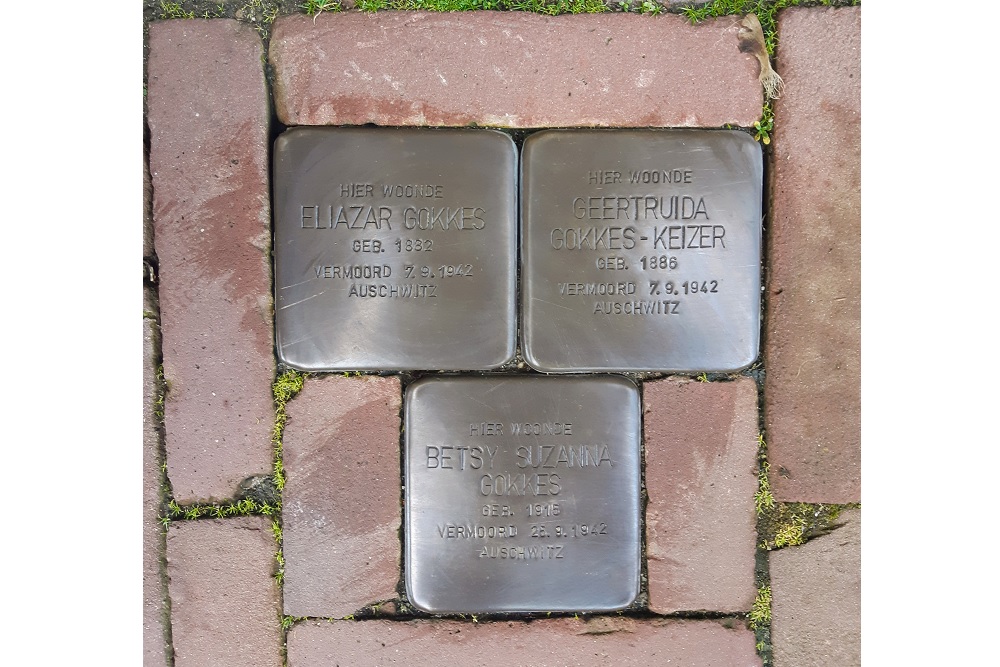 HIER WOONDE
ELIAZAR GOKKES
GEB. 1882
VERMOORD 7.9.1942
AUSCHWITZ
HIER WOONDE
GEERTRUIDA
GOKKES-KEIZER
GEB. 1886
VERMOORD 7.9.1942
AUSCHWITZ
HIER WOONDE
BETSY SUZANNA
GOKKES
GEB. 1915
VERMOORD 28.9.1942
AUSCHWITZ